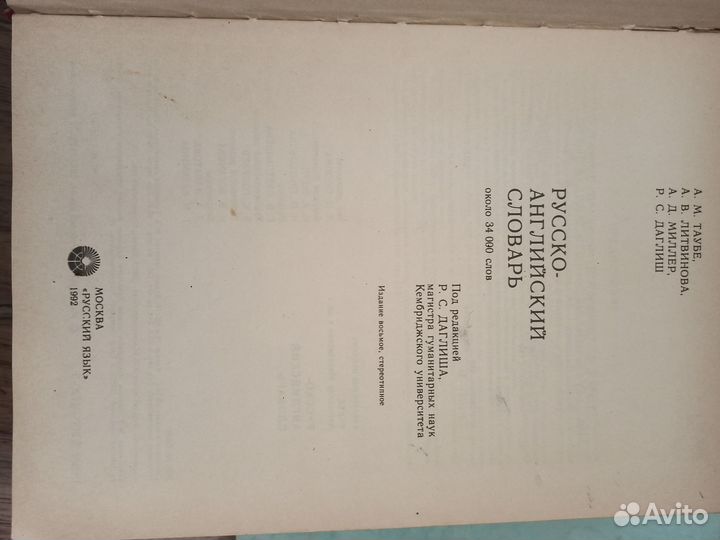 А. М. ТАУБЕ,
А. В. ЛИТВИНОВА,
А. Д. МИЛЛЕР,
Р. С. ДАГЛИШ
РУССКО-
АНГЛИЙСКИЙ
СЛОВАРЬ
около 34 000 слов
Под редакцией
Р. С. ДАГЛИША,
магистра гуманитарных наук
Кембриджского университета
Издание восьмое, стереотипное
МОСКВА
«РУССКИЙ ЯЗЫК»
1992
Avito